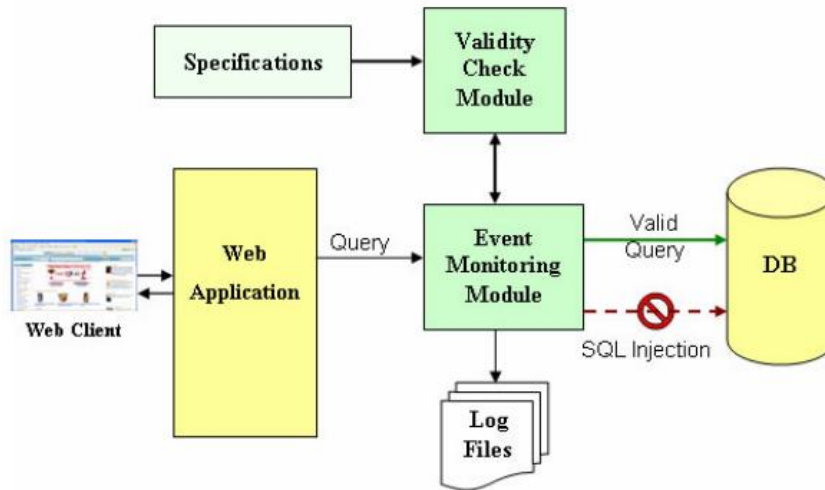 Specifications
Validity
Check
Module
Web
Application
Web Client
Query
Event
Monitoring
Module
Valid
Query
SQL Injection
DB
Log
Files